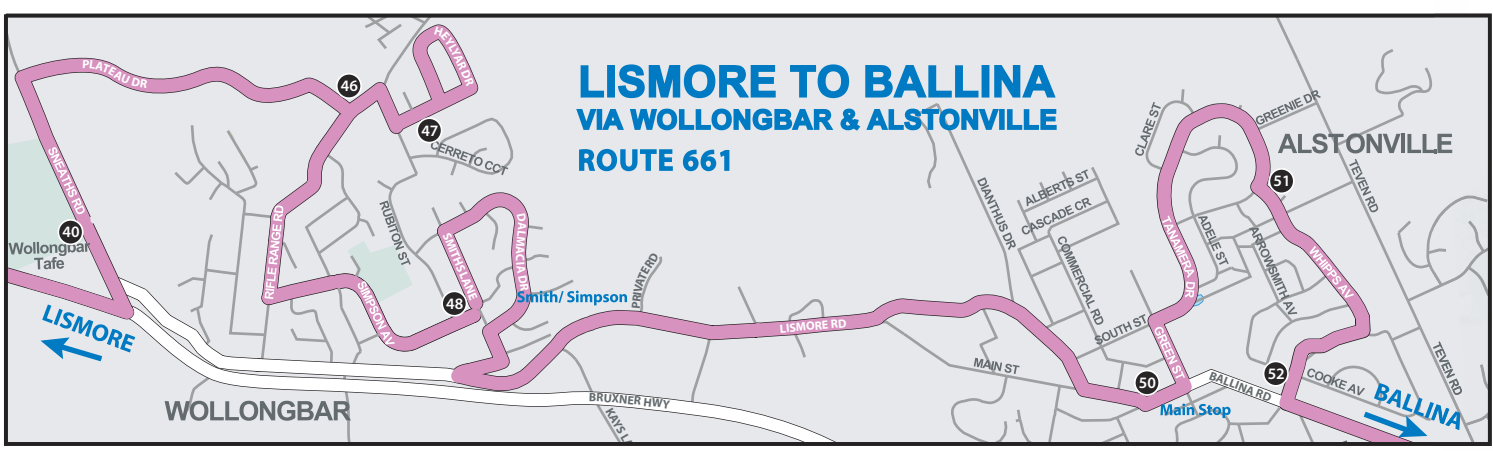 LISMORE TO BALLINA
VIA WOLLONGBAR & ALSTONVILLE
ROUTE 661
PLATEAU DR
46
HEYLYAR DR
47
CERRETO CCT
SNEATHS RD
40
Wollongbar
Tafe
LISMORE
RIFLE RANGE RD
RUBITON ST
SIMPSON AV
SMITHS LANE
48
DALMACIA DR
Smith/ Simpson
PRIVATE RD
WOLLONGBAR
BRUXNER HWY
KAYS LA
LISMORE RD
DIANTHUS DR
ALBERTS ST
CASCADE CR
COMMERCIAL RD
SOUTH ST
MAIN ST
CLARE ST
GREENIE DR
ALSTONVILLE
51
TEVEN RD
TANAMERA DR
ADELE ST
ARROWSMITH AV
WHIPPS AV
GREEN ST
50
Main Stop
BALLINA RD
52
COOKE AV
TEVEN RD
BALLINA